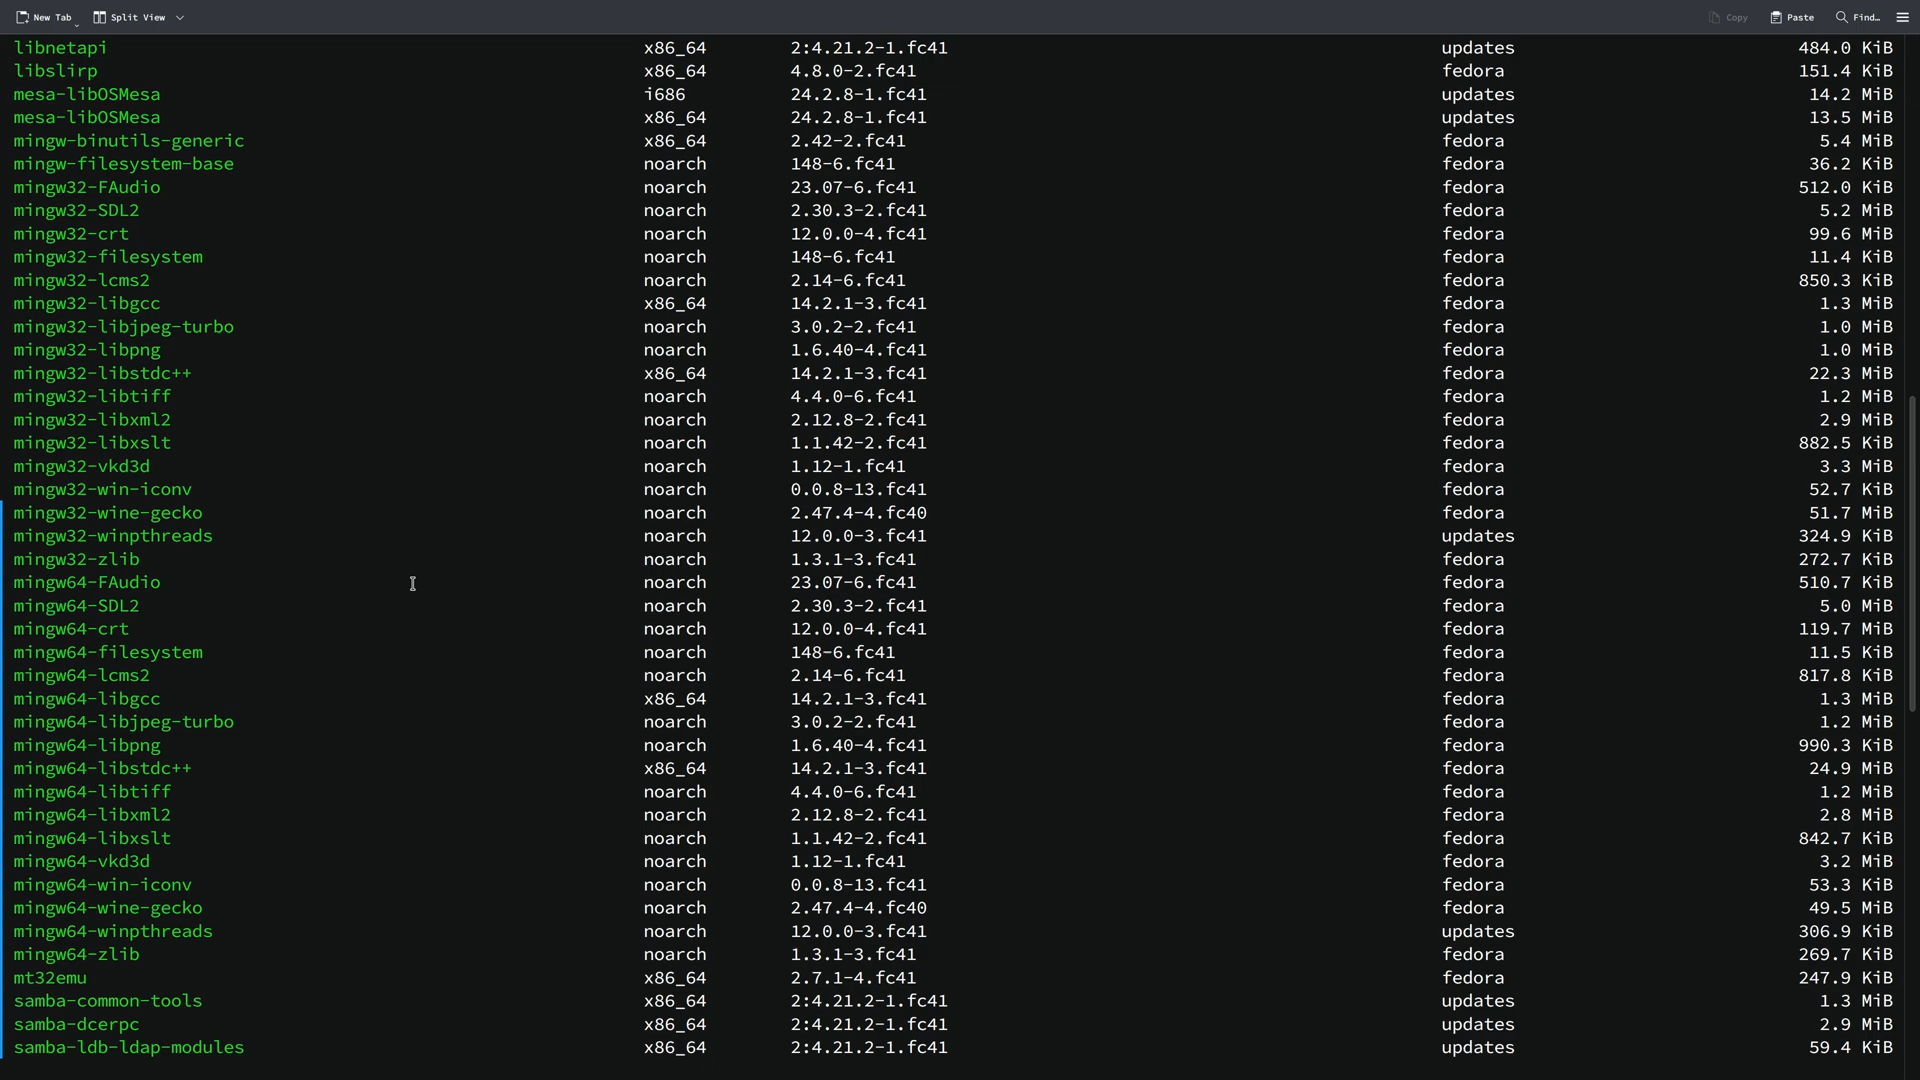 New Tab Split View Copy Paste Find...
libnetapi x86_64 2:4.21.2-1.fc41 updates 484.0 KiB
libslirp x86_64 4.8.0-2.fc41 fedora 151.4 KiB
mesa-libOSMesa i686 24.2.8-1.fc41 updates 14.2 MiB
mesa-libOSMesa x86_64 24.2.8-1.fc41 updates 13.5 MiB
mingw-binutils-generic x86_64 2.42-2.fc41 fedora 5.4 MiB
mingw-filesystem-base noarch 148-6.fc41 fedora 36.2 KiB
mingw32-FAudio noarch 23.07-6.fc41 fedora 512.0 KiB
mingw32-SDL2 noarch 2.30.3-2.fc41 fedora 5.2 MiB
mingw32-crt noarch 12.0.0-4.fc41 fedora 99.6 MiB
mingw32-filesystem noarch 148-6.fc41 fedora 11.4 KiB
mingw32-lcms2 noarch 2.14-6.fc41 fedora 850.3 KiB
mingw32-libgcc x86_64 14.2.1-3.fc41 fedora 1.3 MiB
mingw32-libjpeg-turbo noarch 3.0.2-2.fc41 fedora 1.0 MiB
mingw32-libpng noarch 1.6.40-4.fc41 fedora 1.0 MiB
mingw32-libstdc++ x86_64 14.2.1-3.fc41 fedora 22.3 MiB
mingw32-libtiff noarch 4.4.0-6.fc41 fedora 1.2 MiB
mingw32-libxml2 noarch 2.12.8-2.fc41 fedora 2.9 MiB
mingw32-libxslt noarch 1.1.42-2.fc41 fedora 882.5 KiB
mingw32-vkd3d noarch 1.12-1.fc41 fedora 3.3 MiB
mingw32-win-iconv noarch 0.0.8-13.fc41 fedora 52.7 KiB
mingw32-wine-gecko noarch 2.47.4-4.fc40 fedora 51.7 MiB
mingw32-winpthreads noarch 12.0.0-3.fc41 updates 324.9 KiB
mingw32-zlib noarch 1.3.1-3.fc41 fedora 272.7 KiB
mingw64-FAudio noarch 23.07-6.fc41 fedora 510.7 KiB
mingw64-SDL2 noarch 2.30.3-2.fc41 fedora 5.0 MiB
mingw64-crt noarch 12.0.0-4.fc41 fedora 119.7 MiB
mingw64-filesystem noarch 148-6.fc41 fedora 11.5 KiB
mingw64-lcms2 noarch 2.14-6.fc41 fedora 817.8 KiB
mingw64-libgcc x86_64 14.2.1-3.fc41 fedora 1.3 MiB
mingw64-libjpeg-turbo noarch 3.0.2-2.fc41 fedora 1.2 MiB
mingw64-libpng noarch 1.6.40-4.fc41 fedora 990.3 KiB
mingw64-libstdc++ x86_64 14.2.1-3.fc41 fedora 24.9 MiB
mingw64-libtiff noarch 4.4.0-6.fc41 fedora 1.2 MiB
mingw64-libxml2 noarch 2.12.8-2.fc41 fedora 2.8 MiB
mingw64-libxslt noarch 1.1.42-2.fc41 fedora 842.7 KiB
mingw64-vkd3d noarch 1.12-1.fc41 fedora 3.2 MiB
mingw64-win-iconv noarch 0.0.8-13.fc41 fedora 53.3 KiB
mingw64-wine-gecko noarch 2.47.4-4.fc40 fedora 49.5 MiB
mingw64-winpthreads noarch 12.0.0-3.fc41 updates 306.9 KiB
mingw64-zlib noarch 1.3.1-3.fc41 fedora 269.7 KiB
mt32emu x86_64 2.7.1-4.fc41 fedora 247.9 KiB
samba-common-tools x86_64 2:4.21.2-1.fc41 updates 1.3 MiB
samba-dcerpc x86_64 2:4.21.2-1.fc41 updates 2.9 MiB
samba-ldb-ldap-modules x86_64 2:4.21.2-1.fc41 updates 59.4 KiB